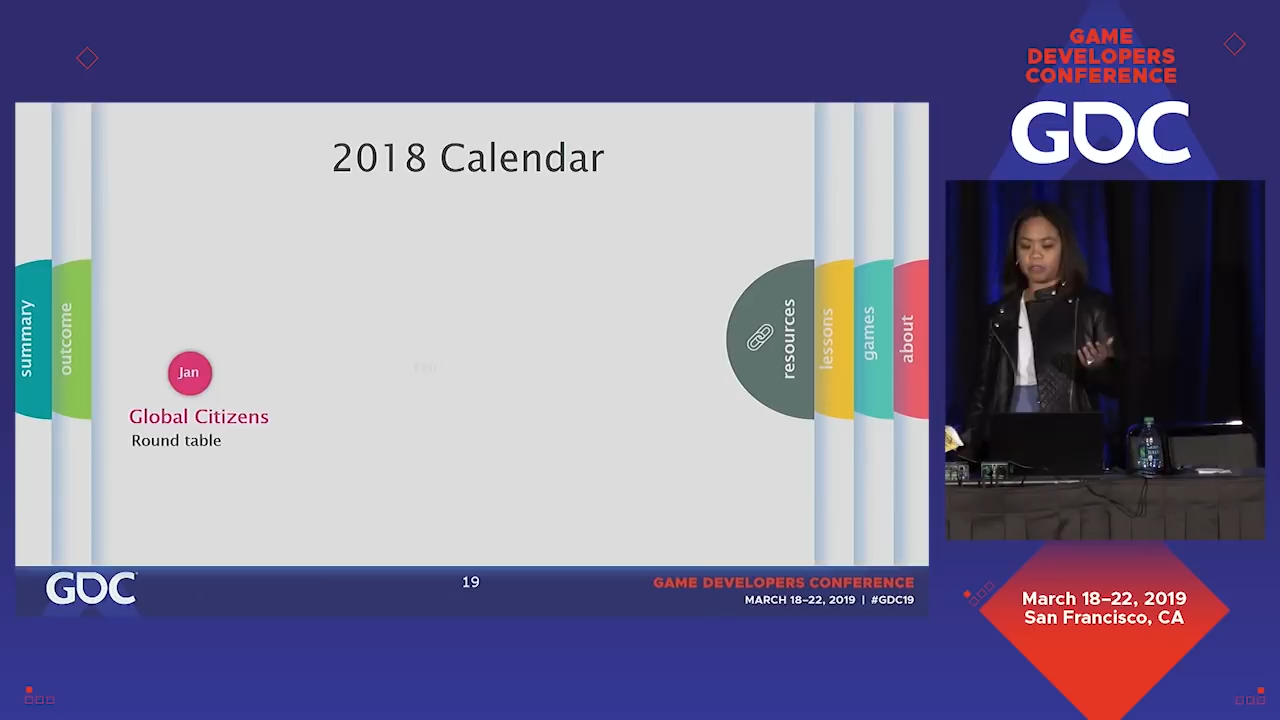 GAME
DEVELOPERS
CONFERENCE
GDC
2018 Calendar
summary
outcome
Jan
Global Citizens
Round table
resources
lessons
games
about
GDC
19
GAME DEVELOPERS CONFERENCE
MARCH 18–22, 2019 | #GDC19
March 18–22, 2019
San Francisco, CA